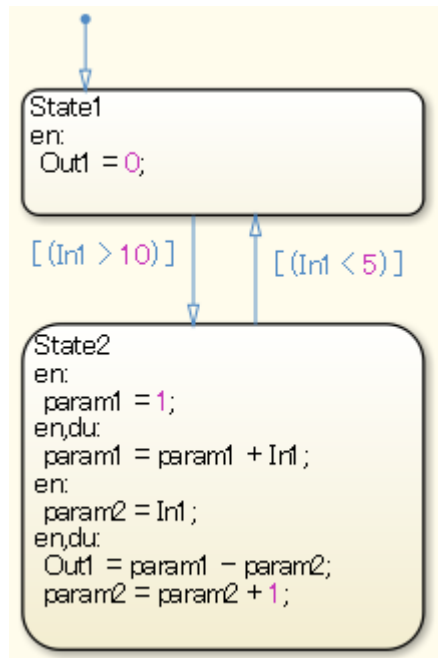 State1
en:
Out1 = 0;
[(In1 > 10)]
[(In1 < 5)]
State2
en:
param1 = 1;
en,du:
param1 = param1 + In1;
en:
param2 = In1;
en,du:
Out1 = param1 - param2;
param2 = param2 + 1;